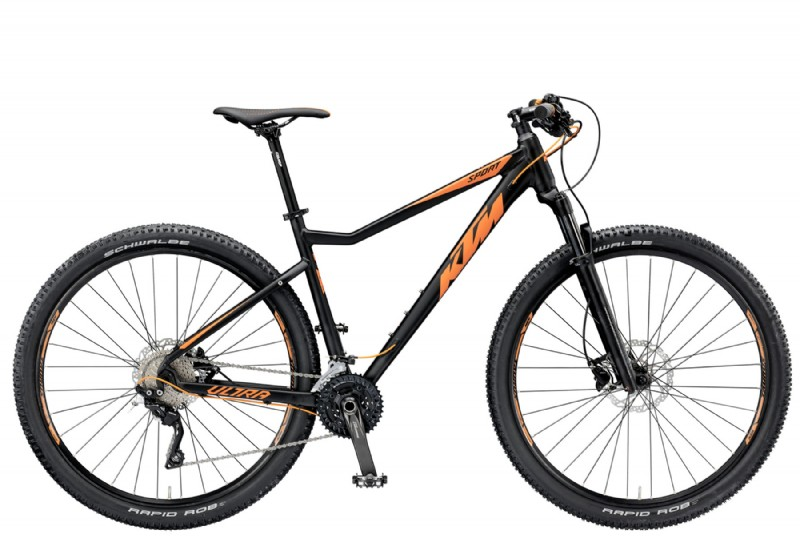 SPORT
KTM
SCHWALBE
SCHWALBE
ULTRA
RAPID ROB
RAPID ROB